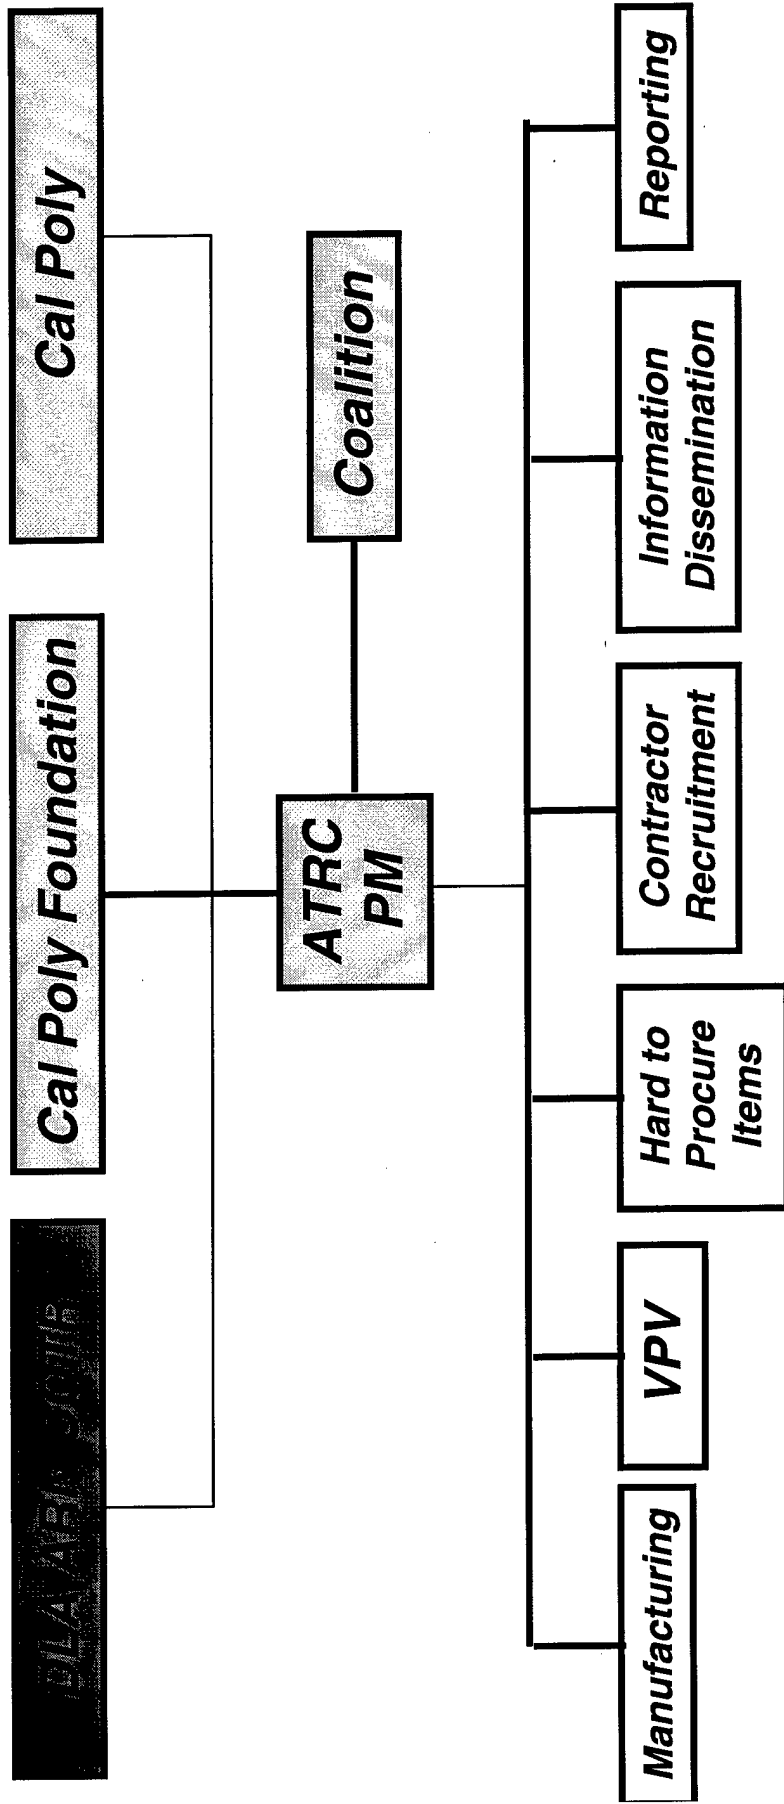 Cal Poly Foundation
Cal Poly
ATRC
PM
Coalition
Manufacturing
VPV
Hard to
Procure
Items
Contractor
Recruitment
Information
Dissemination
Reporting